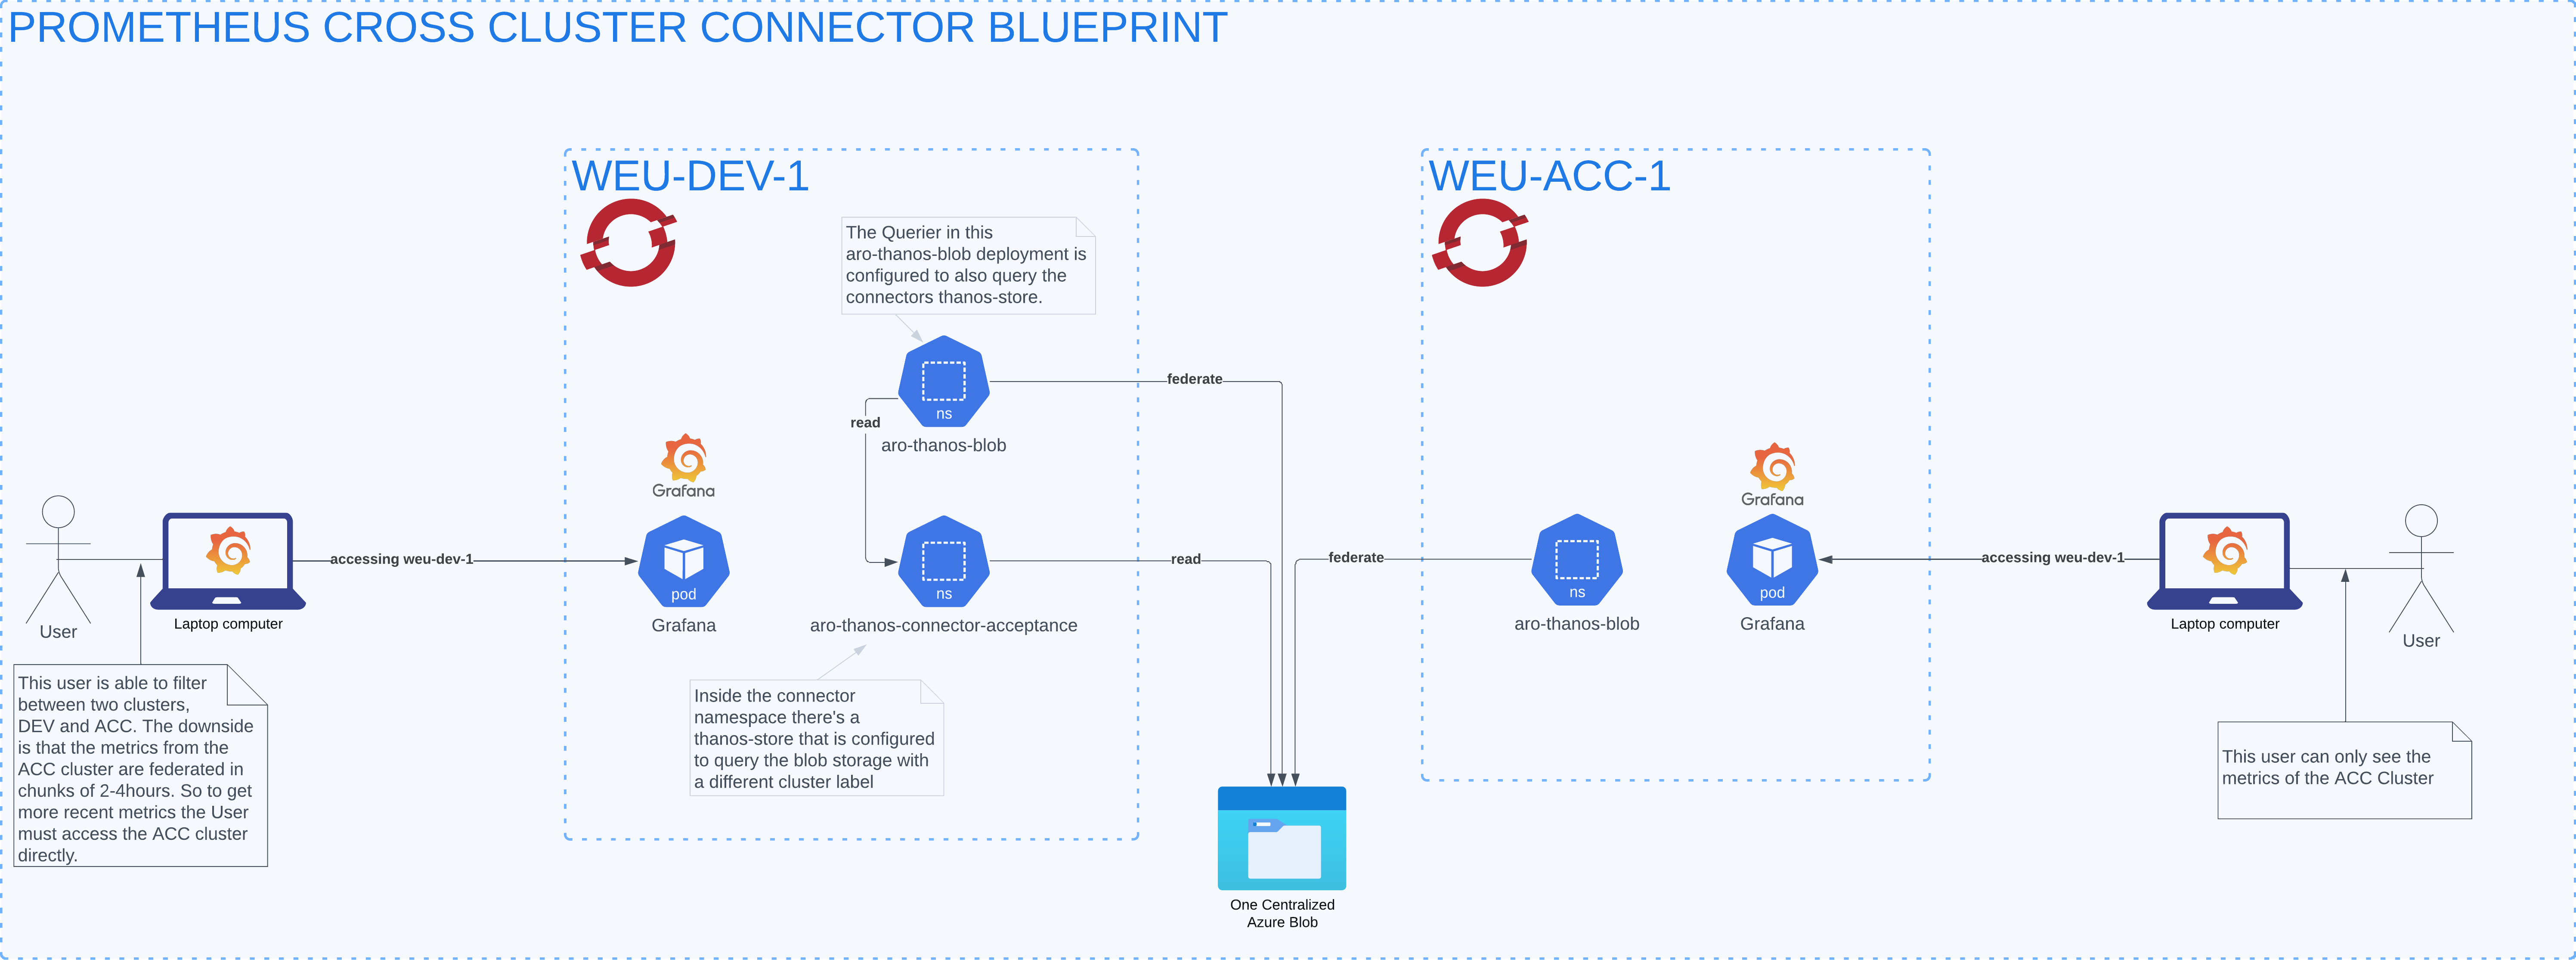 PROMETHEUS CROSS CLUSTER CONNECTOR BLUEPRINT
WEU-DEV-1
WEU-ACC-1
The Querier in this
aro-thanos-blob deployment is
configured to also query the
connectors thanos-store.
federate
ns
read
aro-thanos-blob
Grafana
Grafana
accessing weu-dev-1
read
federate
accessing weu-dev-1
pod
ns
ns
pod
User
Laptop computer
Grafana
aro-thanos-connector-acceptance
aro-thanos-blob
Grafana
Laptop computer
User
This user is able to filter
between two clusters,
DEV and ACC. The downside
is that the metrics from the
ACC cluster are federated in
chunks of 2-4hours. So to get
more recent metrics the User
must access the ACC cluster
directly.
Inside the connector
namespace there's a
thanos-store that is configured
to query the blob storage with
a different cluster label
This user can only see the
metrics of the ACC Cluster
One Centralized
Azure Blob